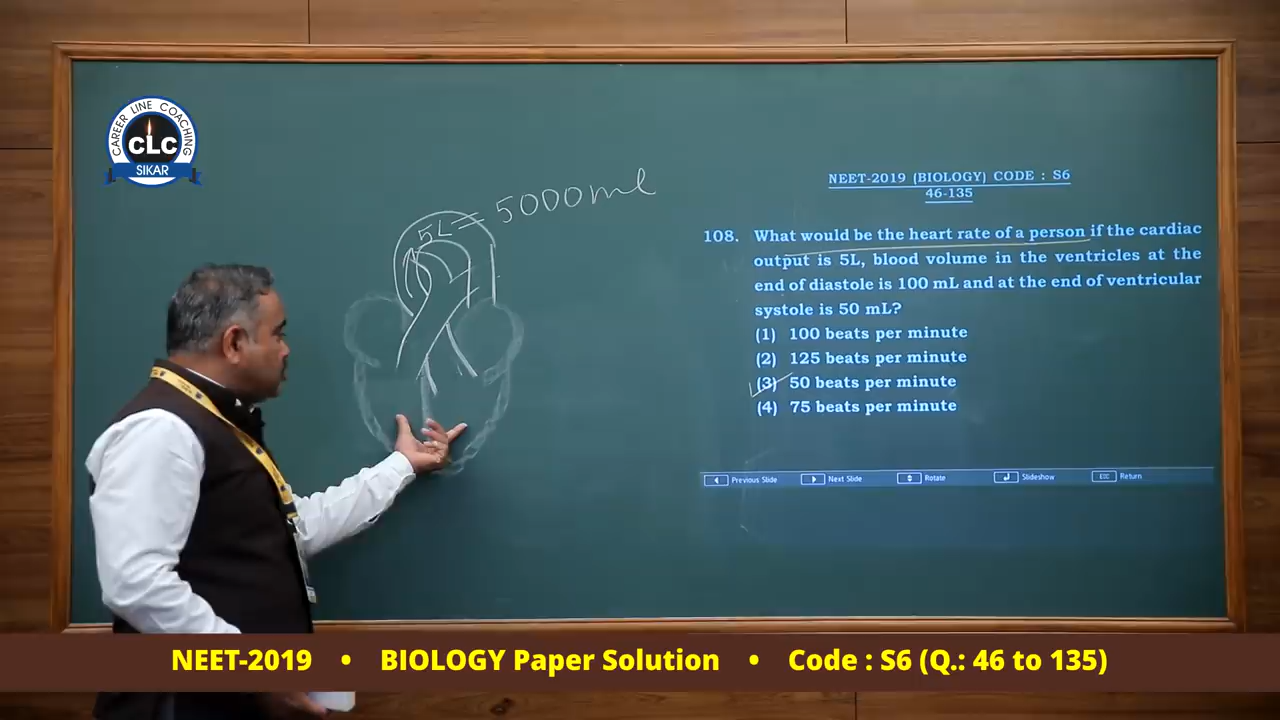 CAREER LINE COACHING
CLC
SIKAR
5L = 5000ml
NEET-2019 (BIOLOGY) CODE : S6
46-135
108. What would be the heart rate of a person if the cardiac
output is 5L, blood volume in the ventricles at the
end of diastole is 100 mL and at the end of ventricular
systole is 50 mL?
(1) 100 beats per minute
(2) 125 beats per minute
(3) 50 beats per minute
(4) 75 beats per minute
Previous Slide Next Slide Rotate Slideshow ESC Return
NEET-2019 • BIOLOGY Paper Solution • Code : S6 (Q.: 46 to 135)